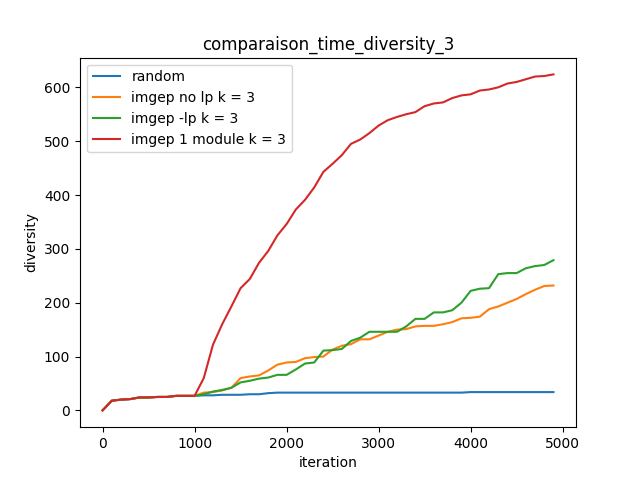 comparaison_time_diversity_3
random
imgep no lp k = 3
imgep -lp k = 3
imgep 1 module k = 3
diversity
600
500
400
300
200
100
0
0 1000 2000 3000 4000 5000
iteration